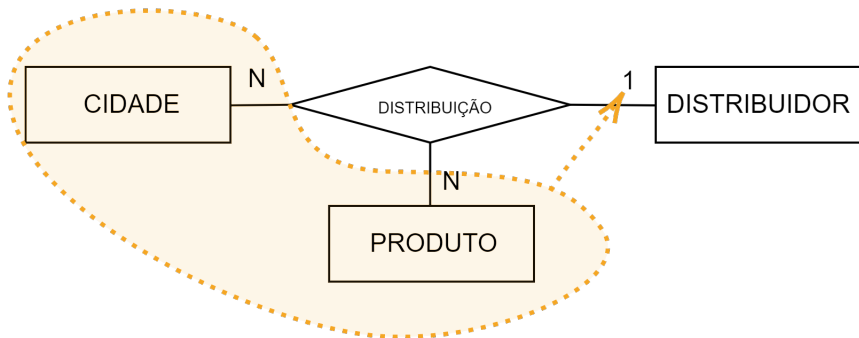 CIDADE
N
DISTRIBUIÇÃO
1
DISTRIBUIDOR
N
PRODUTO